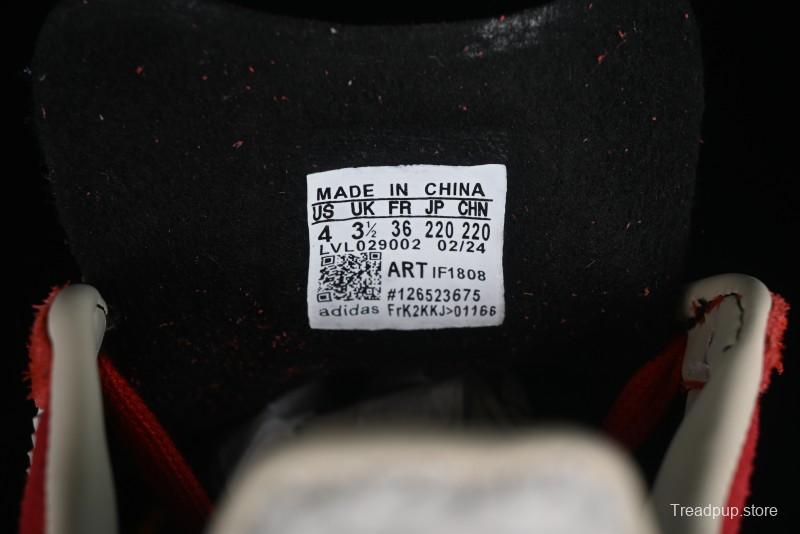 MADE IN CHINA
US UK FR JP CHN
4 3½ 36 220 220
LVL029002 02/24
ART IF1808
#126523675
adidas FrK2KKJ>01166
Treadpup.store